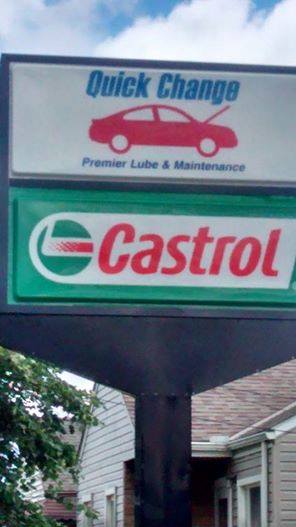 Quick Change
Premier Lube & Maintenance
Castrol